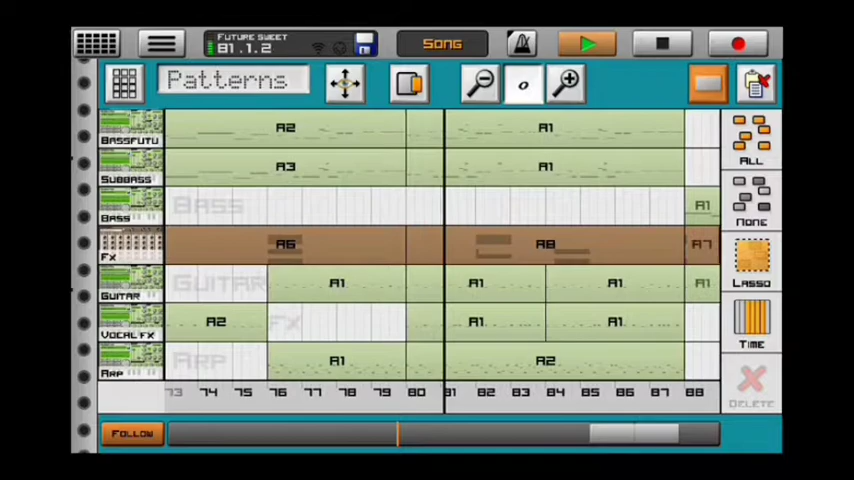 Future sweet
81.1.2
Song
Patterns
o
BassFutu A2 A1
SubBass A3 A1
Bass Bass A1
FX A6 A8 A7
Guitar Guitar A1 A1 A1 A1
Vocal FX A2 FX A1 A1
Arp Arp A1 A2
73 74 75 76 77 78 79 80 81 82 83 84 85 86 87 88
All
None
Lasso
Time
Delete
Follow